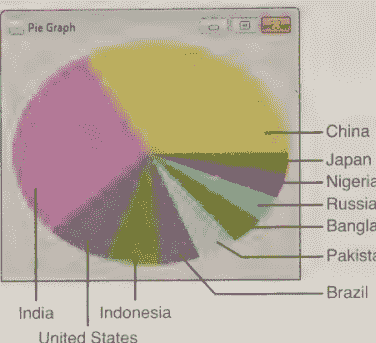 Pie Graph
China
Japan
Nigeria
Russia
Bangla
Pakista
Brazil
India
Indonesia
United States